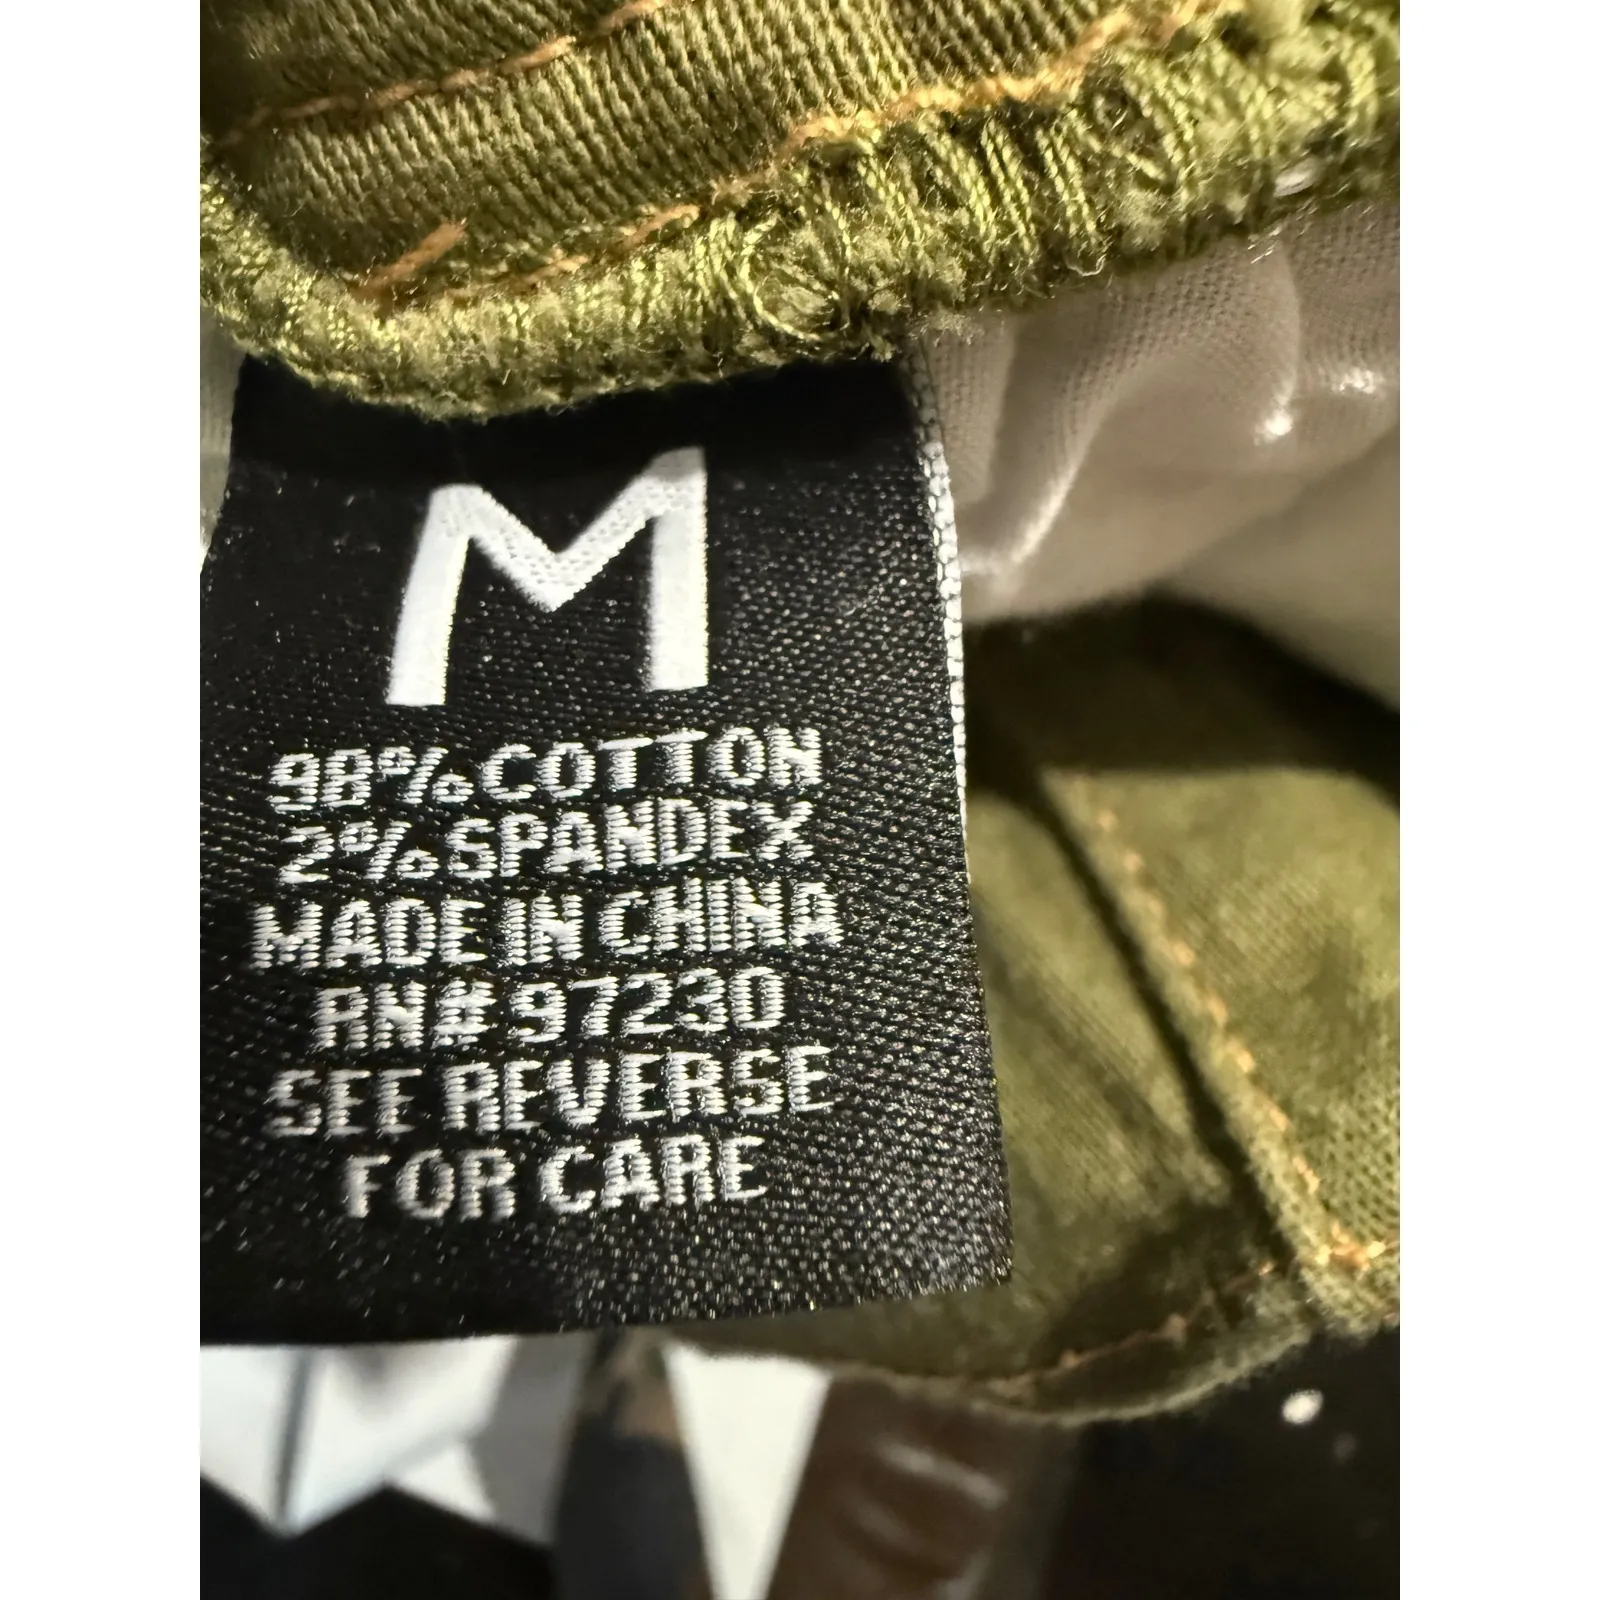 M
98% COTTON
2% SPANDEX
MADE IN CHINA
RN# 97230
SEE REVERSE
FOR CARE